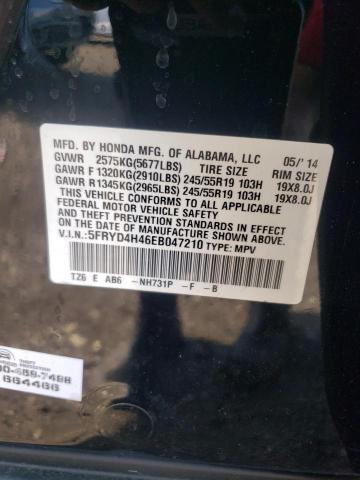 MFD. BY HONDA MFG. OF ALABAMA, LLC 05/'14
GVWR 2575KG(5677LBS) TIRE SIZE RIM SIZE
GAWR F 1320KG(2910LBS) 245/55R19 103H 19X8.0J
GAWR R1345KG(2965LBS) 245/55R19 103H 19X8.0J
THIS VEHICLE CONFORMS TO ALL APPLICABLE
FEDERAL MOTOR VEHICLE SAFETY
STANDARDS IN EFFECT ON THE
DATE OF MANUFACTURE SHOWN ABOVE.
V.I.N.:5FRYD4H46EB047210 TYPE: MPV
TZ6 E AB6 -NH731P -F -B
THEFT
664466